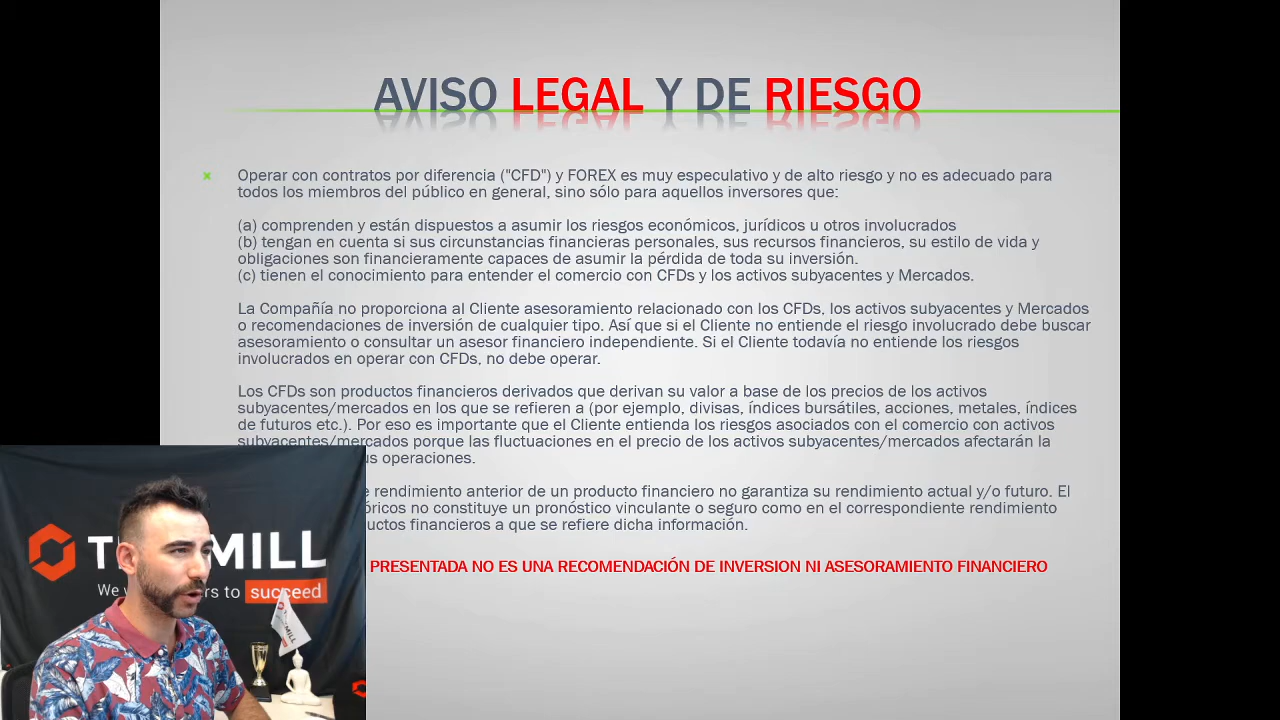 AVISO LEGAL Y DE RIESGO
Operar con contratos por diferencia ("CFD") y FOREX es muy especulativo y de alto riesgo y no es adecuado para
todos los miembros del público en general, sino sólo para aquellos inversores que:
(a) comprenden y están dispuestos a asumir los riesgos económicos, jurídicos u otros involucrados
(b) tengan en cuenta si sus circunstancias financieras personales, sus recursos financieros, su estilo de vida y
obligaciones son financieramente capaces de asumir la pérdida de toda su inversión.
(c) tienen el conocimiento para entender el comercio con CFDs y los activos subyacentes y Mercados.
La Compañía no proporciona al Cliente asesoramiento relacionado con los CFDs, los activos subyacentes y Mercados
o recomendaciones de inversión de cualquier tipo. Así que si el Cliente no entiende el riesgo involucrado debe buscar
asesoramiento o consultar un asesor financiero independiente. Si el Cliente todavía no entiende los riesgos
involucrados en operar con CFDs, no debe operar.
Los CFDs son productos financieros derivados que derivan su valor a base de los precios de los activos
subyacentes/mercados en los que se refieren a (por ejemplo, divisas, índices bursátiles, acciones, metales, índices
de futuros etc.). Por eso es importante que el Cliente entienda los riesgos asociados con el comercio con activos
subyacentes/mercados porque las fluctuaciones en el precio de los activos subyacentes/mercados afectarán la
us operaciones.
e rendimiento anterior de un producto financiero no garantiza su rendimiento actual y/o futuro. El
óricos no constituye un pronóstico vinculante o seguro como en el correspondiente rendimiento
ductos financieros a que se refiere dicha información.
PRESENTADA NO ES UNA RECOMENDACIÓN DE INVERSION NI ASESORAMIENTO FINANCIERO
MILL
We
to succeed
MILL